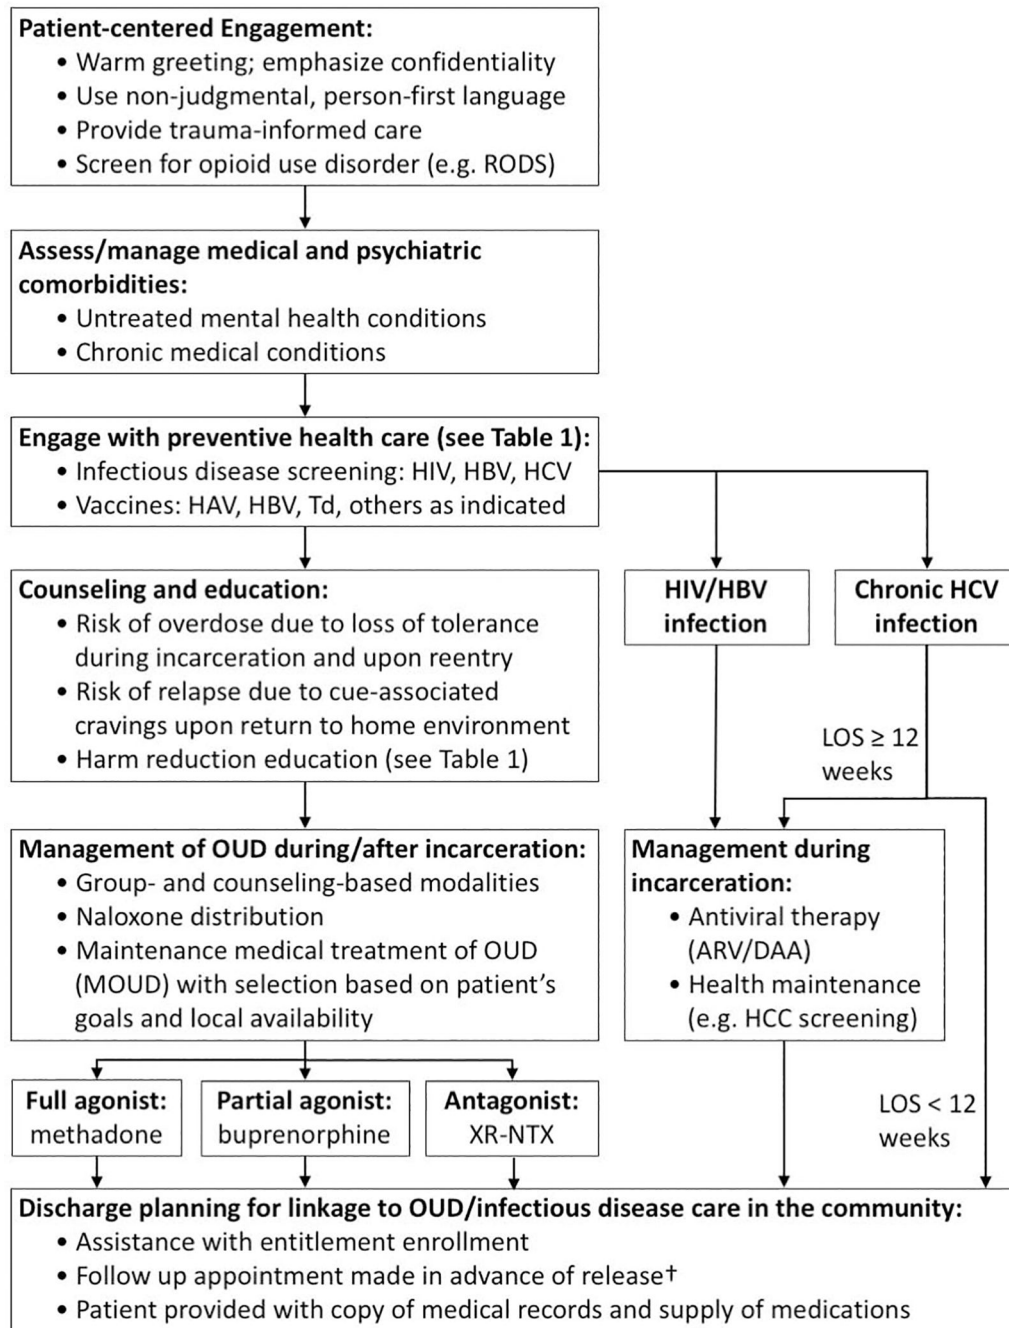 Patient-centered Engagement:
• Warm greeting; emphasize confidentiality
• Use non-judgmental, person-first language
• Provide trauma-informed care
• Screen for opioid use disorder (e.g. RODS)
Assess/manage medical and psychiatric
comorbidities:
• Untreated mental health conditions
• Chronic medical conditions
Engage with preventive health care (see Table 1):
• Infectious disease screening: HIV, HBV, HCV
• Vaccines: HAV, HBV, Td, others as indicated
Counseling and education:
• Risk of overdose due to loss of tolerance
during incarceration and upon reentry
• Risk of relapse due to cue-associated
cravings upon return to home environment
• Harm reduction education (see Table 1)
HIV/HBV
infection
Chronic HCV
infection
LOS ≥ 12
weeks
Management of OUD during/after incarceration:
• Group- and counseling-based modalities
• Naloxone distribution
• Maintenance medical treatment of OUD
(MOUD) with selection based on patient's
goals and local availability
Management during
incarceration:
• Antiviral therapy
(ARV/DAA)
• Health maintenance
(e.g. HCC screening)
Full agonist:
methadone
Partial agonist:
buprenorphine
Antagonist:
XR-NTX
LOS < 12
weeks
Discharge planning for linkage to OUD/infectious disease care in the community:
• Assistance with entitlement enrollment
• Follow up appointment made in advance of release†
• Patient provided with copy of medical records and supply of medications